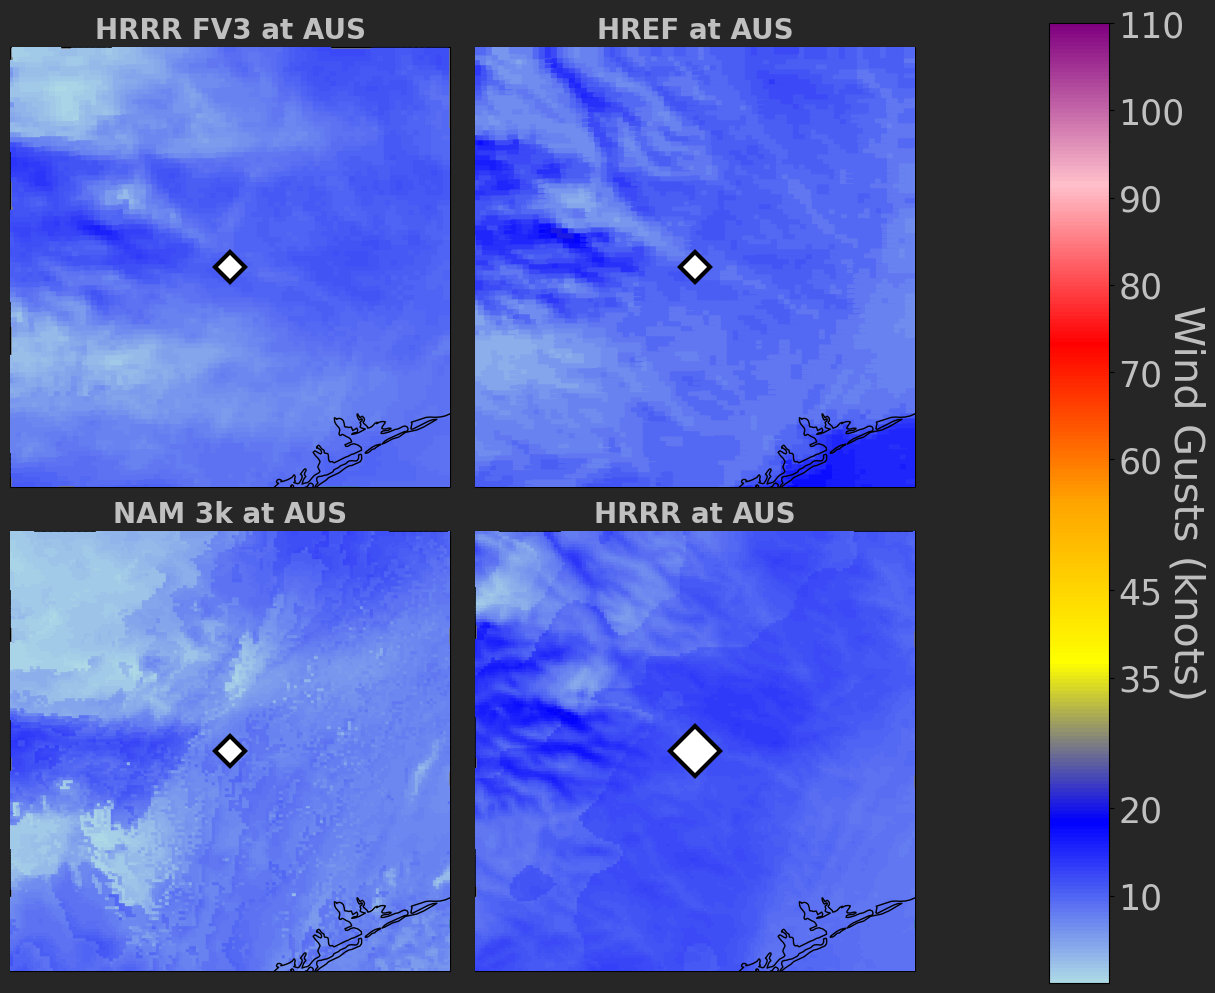 HRRR FV3 at AUS
HREF at AUS
NAM 3k at AUS
HRRR at AUS
110
100
90
80
70
60
45
35
20
10
Wind Gusts (knots)